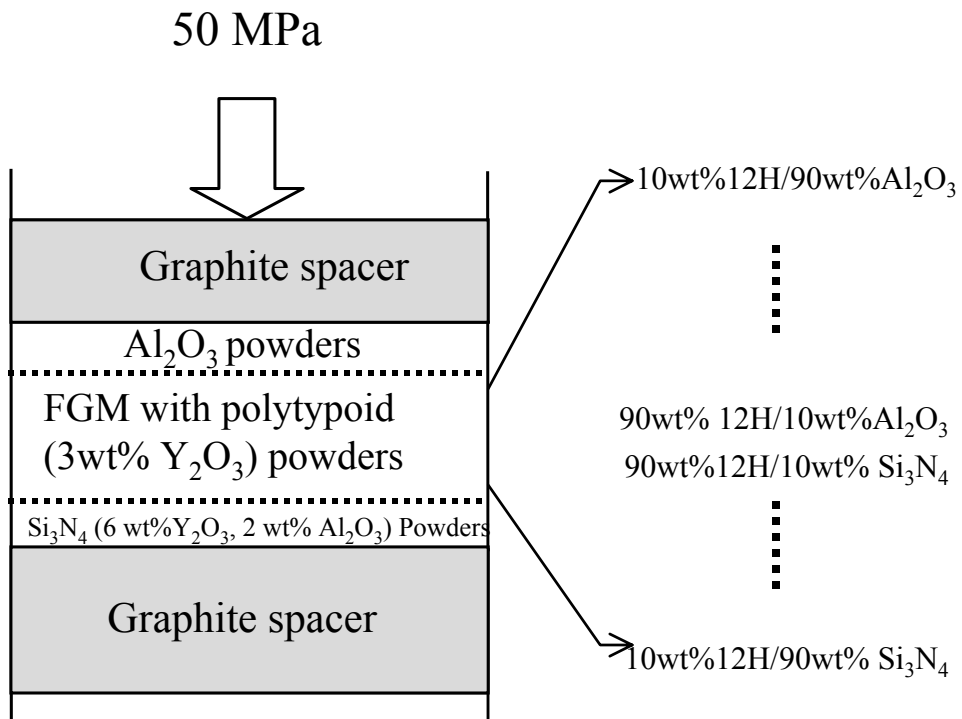 50 MPa
Graphite spacer
Al₂O₃ powders
FGM with polytypoid
(3wt% Y₂O₃) powders
Si₃N₄ (6 wt%Y₂O₃, 2 wt% Al₂O₃) Powders
Graphite spacer
10wt%12H/90wt%Al₂O₃
90wt% 12H/10wt%Al₂O₃
90wt%12H/10wt% Si₃N₄
10wt%12H/90wt% Si₃N₄